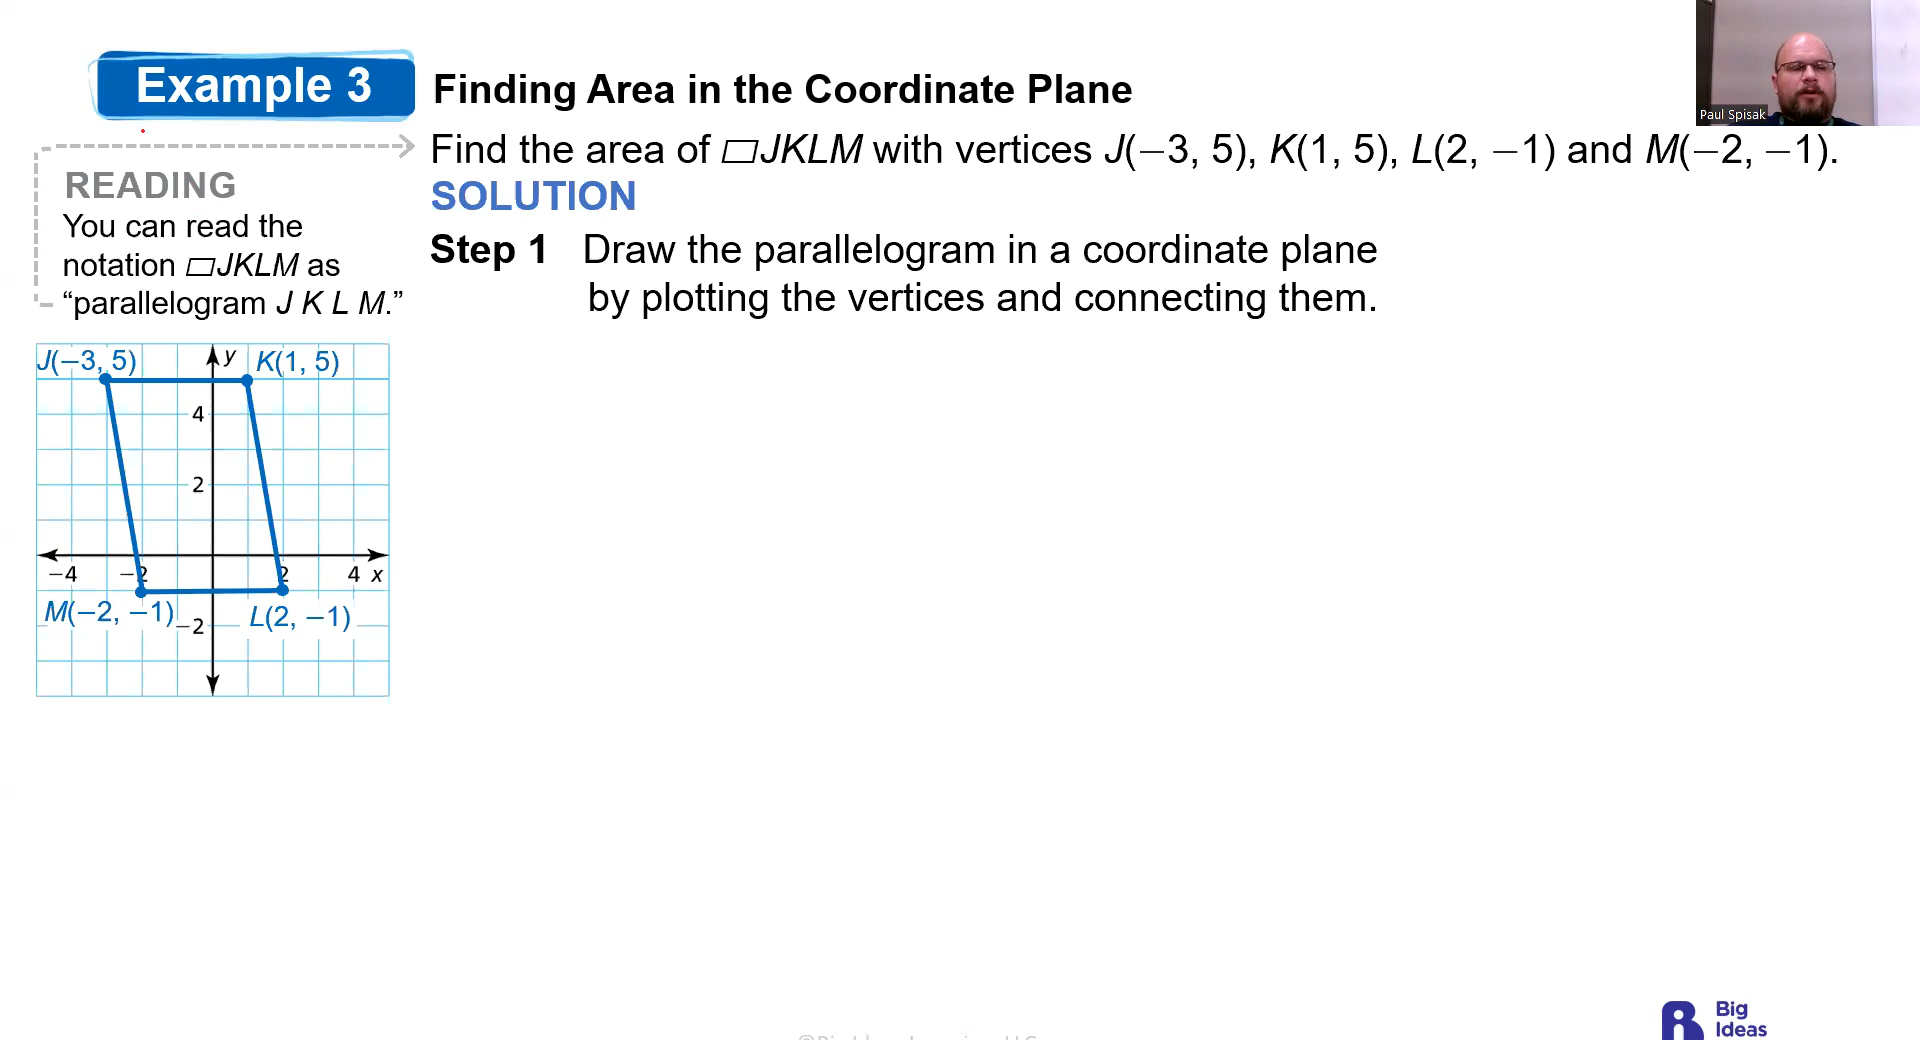 Example 3
Finding Area in the Coordinate Plane
Paul Spisak
Find the area of ▱JKLM with vertices J(−3, 5), K(1, 5), L(2, −1) and M(−2, −1).
READING
You can read the
notation ▱JKLM as
“parallelogram J K L M.”
SOLUTION
Step 1 Draw the parallelogram in a coordinate plane
by plotting the vertices and connecting them.
J(−3, 5)
y
K(1, 5)
4
2
−4
−2
2
4
x
M(−2, −1)
−2
L(2, −1)
Big
Ideas